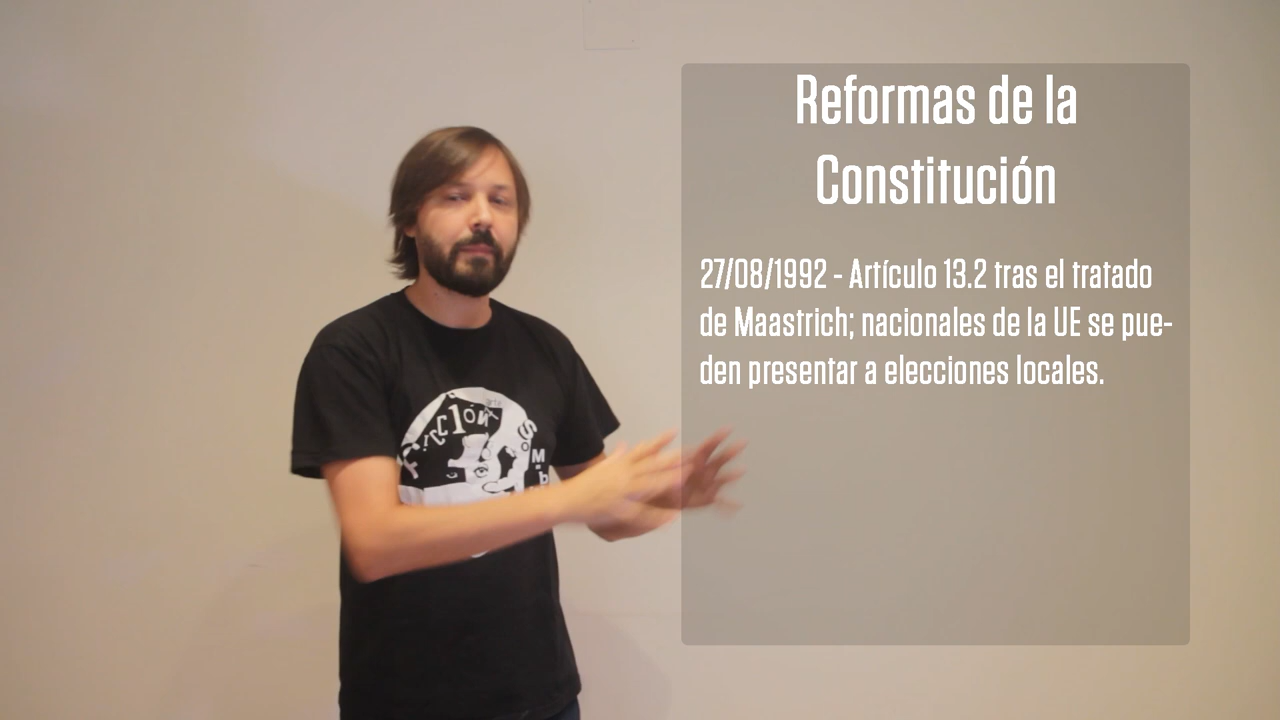 Reformas de la
Constitución
27/08/1992 - Artículo 13.2 tras el tratado
de Maastrich; nacionales de la UE se pue-
den presentar a elecciones locales.